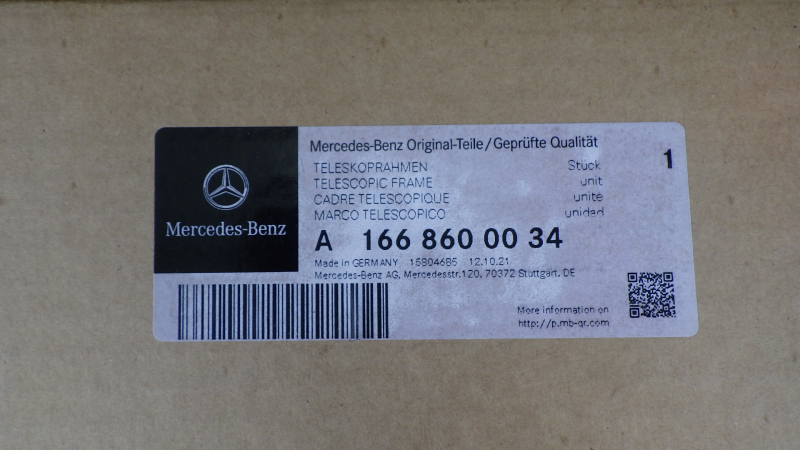 Mercedes-Benz Original-Teile/Geprüfte Qualität
TELESKOPRAHMEN Stück 1
TELESCOPIC FRAME unit
CADRE TELESCOPIQUE unite
MARCO TELESCOPICO unidad
Mercedes-Benz
A 166 860 00 34
Made in GERMANY 15804686 12.10.21
Mercedes-Benz AG, Mercedesstr.120, 70372 Stuttgart, DE
More information on
http://p.mb-qr.com